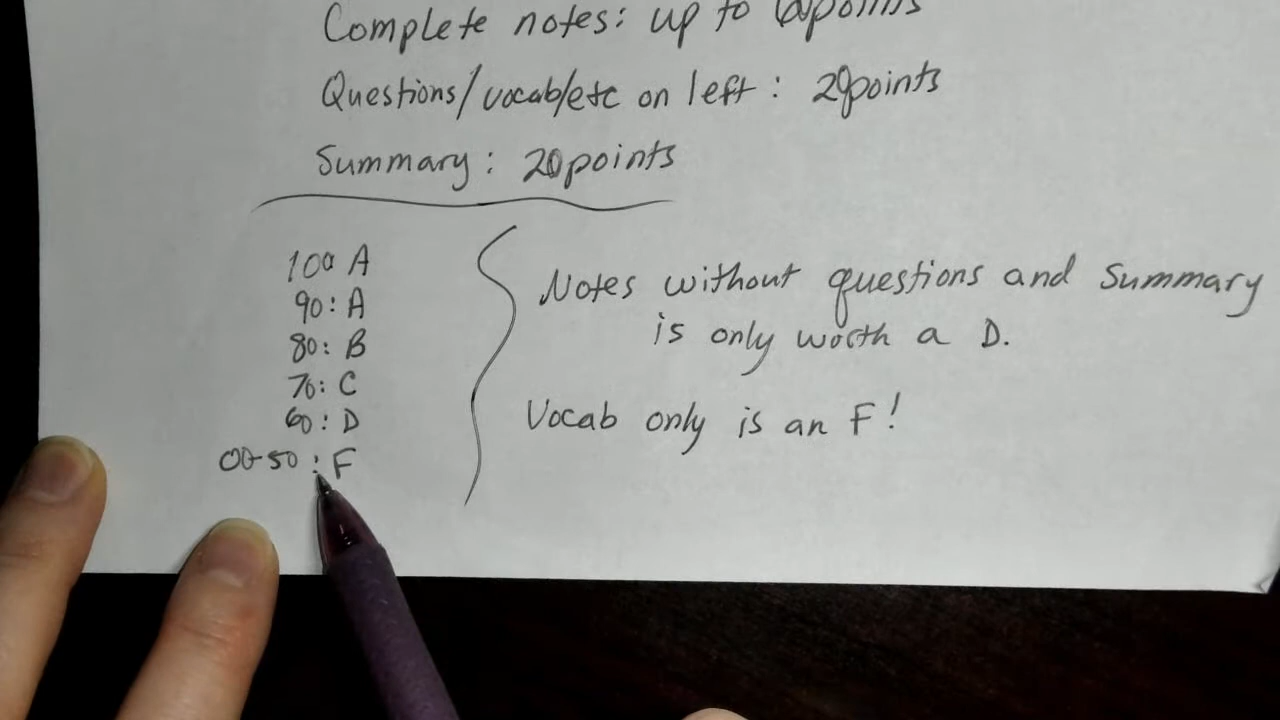 Complete notes: up to 60points
Questions/vocab/etc on left: 20points
Summary: 20points
100 A
90: A
80: B
70: C
60: D
00-50: F
Notes without questions and Summary
is only worth a D.
Vocab only is an F!